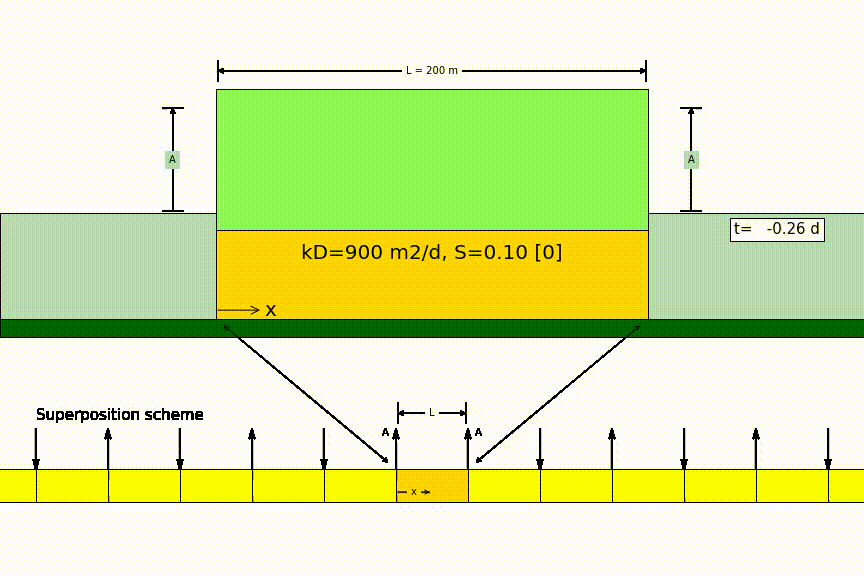 L = 200 m
A
A
t= -0.26 d
kD=900 m2/d, S=0.10 [0]
x
Superposition scheme
L
A
A
x